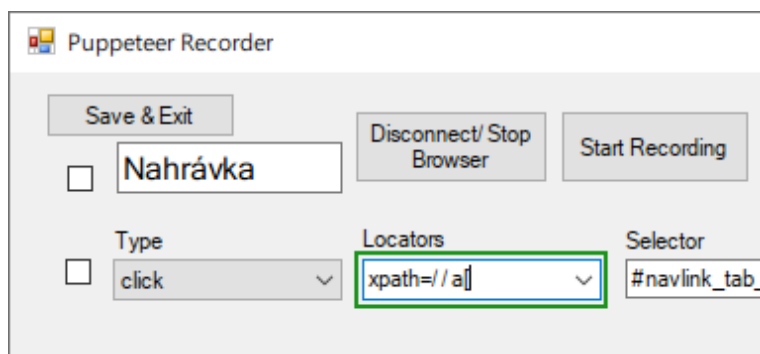 Puppeteer Recorder
Save & Exit
Disconnect/ Stop
Browser
Start Recording
Nahrávka
Type
Locators
Selector
click
xpath=//a[]
#navlink_tab_